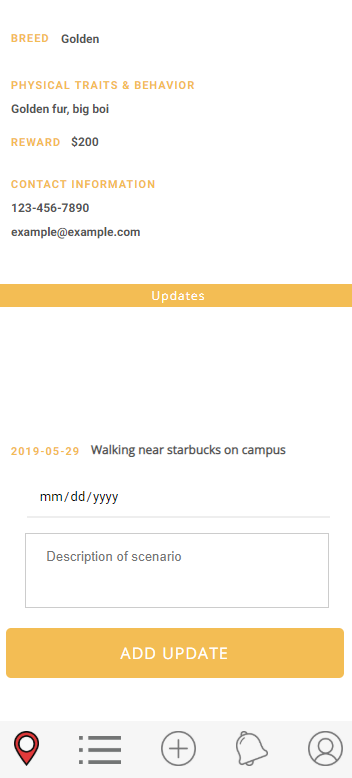 BREED Golden
PHYSICAL TRAITS & BEHAVIOR
Golden fur, big boi
REWARD $200
CONTACT INFORMATION
123-456-7890
example@example.com
Updates
2019-05-29 Walking near starbucks on campus
mm/dd/yyyy
Description of scenario
ADD UPDATE